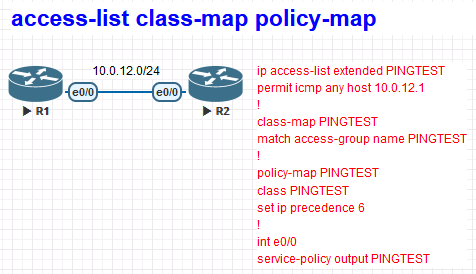 access-list class-map policy-map
10.0.12.0/24
e0/0
e0/0
R1
R2
ip access-list extended PINGTEST
permit icmp any host 10.0.12.1
!
class-map PINGTEST
match access-group name PINGTEST
!
policy-map PINGTEST
class PINGTEST
set ip precedence 6
!
int e0/0
service-policy output PINGTEST